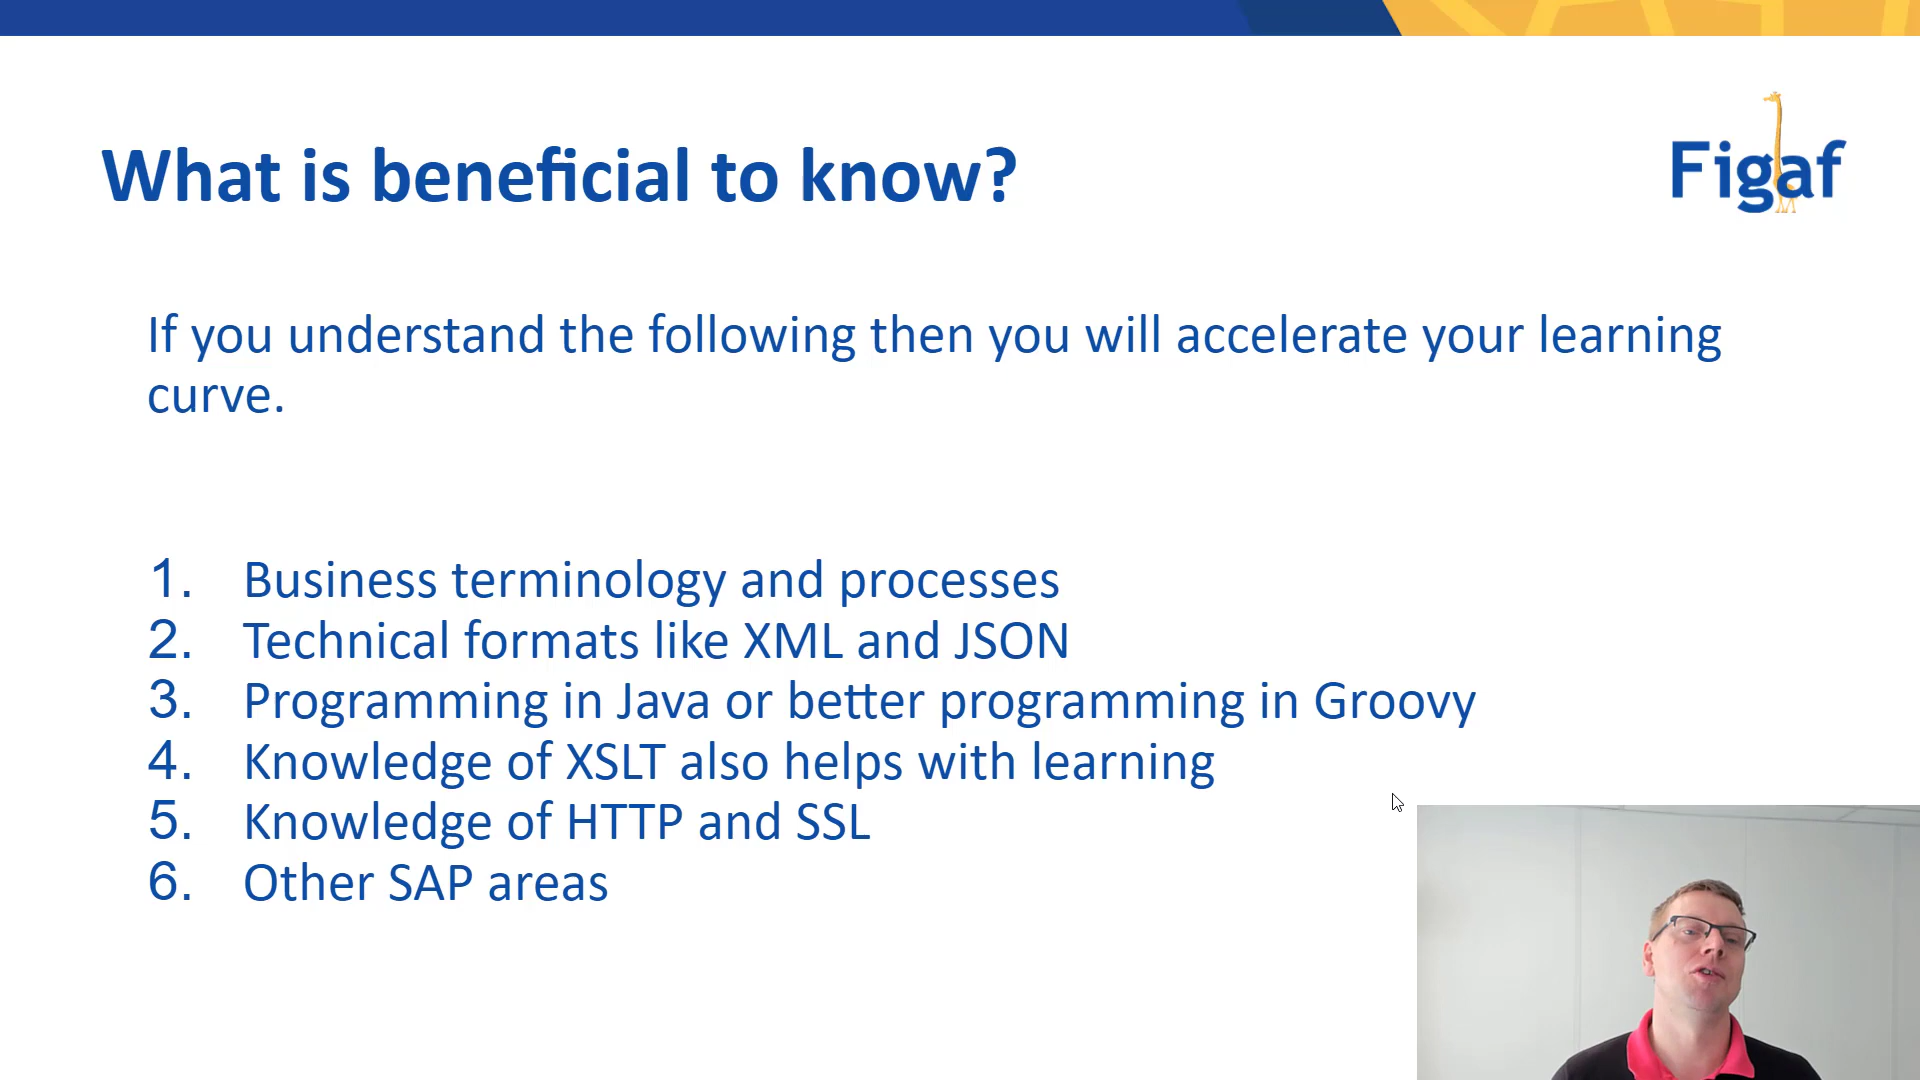 What is beneficial to know?
Figaf
If you understand the following then you will accelerate your learning
curve.
1. Business terminology and processes
2. Technical formats like XML and JSON
3. Programming in Java or better programming in Groovy
4. Knowledge of XSLT also helps with learning
5. Knowledge of HTTP and SSL
6. Other SAP areas